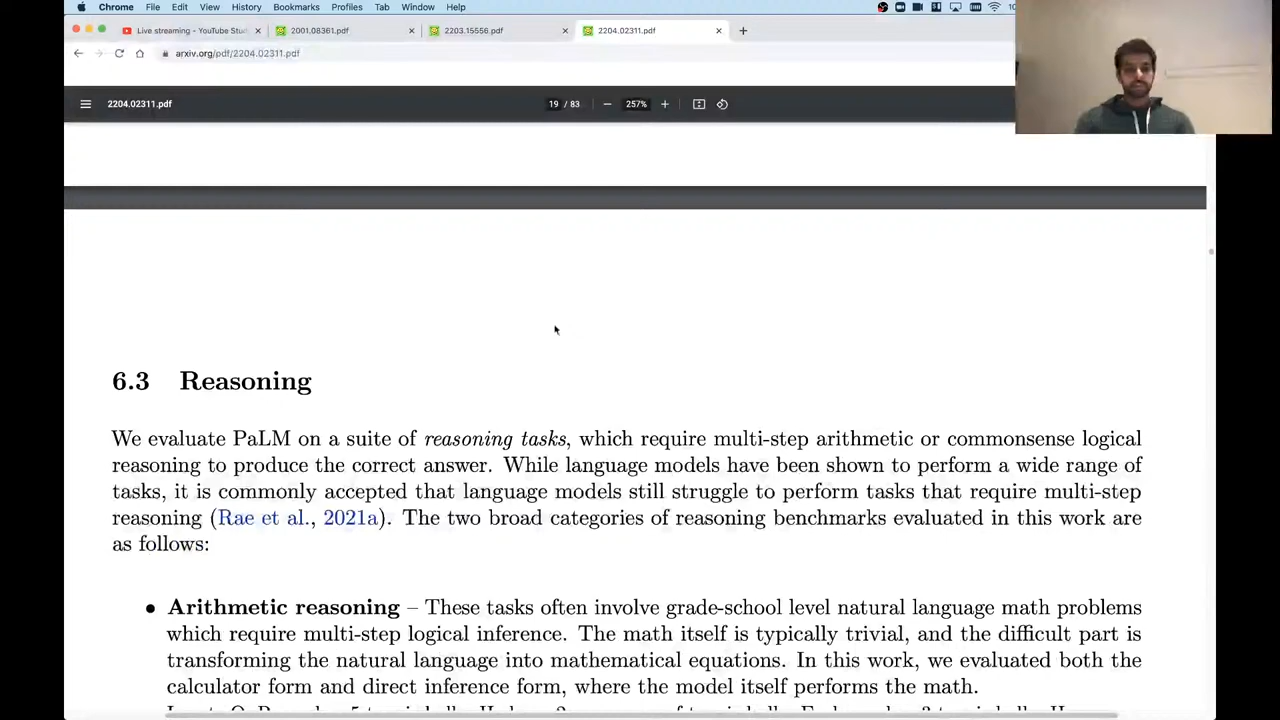 Chrome File Edit View History Bookmarks Profiles Tab Window Help
Live streaming - YouTube Stud
2001.08361.pdf
2203.15556.pdf
2204.02311.pdf
arxiv.org/pdf/2204.02311.pdf
2204.02311.pdf
19 / 83
257%
6.3 Reasoning
We evaluate PaLM on a suite of reasoning tasks, which require multi-step arithmetic or commonsense logical
reasoning to produce the correct answer. While language models have been shown to perform a wide range of
tasks, it is commonly accepted that language models still struggle to perform tasks that require multi-step
reasoning (Rae et al., 2021a). The two broad categories of reasoning benchmarks evaluated in this work are
as follows:
• Arithmetic reasoning – These tasks often involve grade-school level natural language math problems
which require multi-step logical inference. The math itself is typically trivial, and the difficult part is
transforming the natural language into mathematical equations. In this work, we evaluated both the
calculator form and direct inference form, where the model itself performs the math.